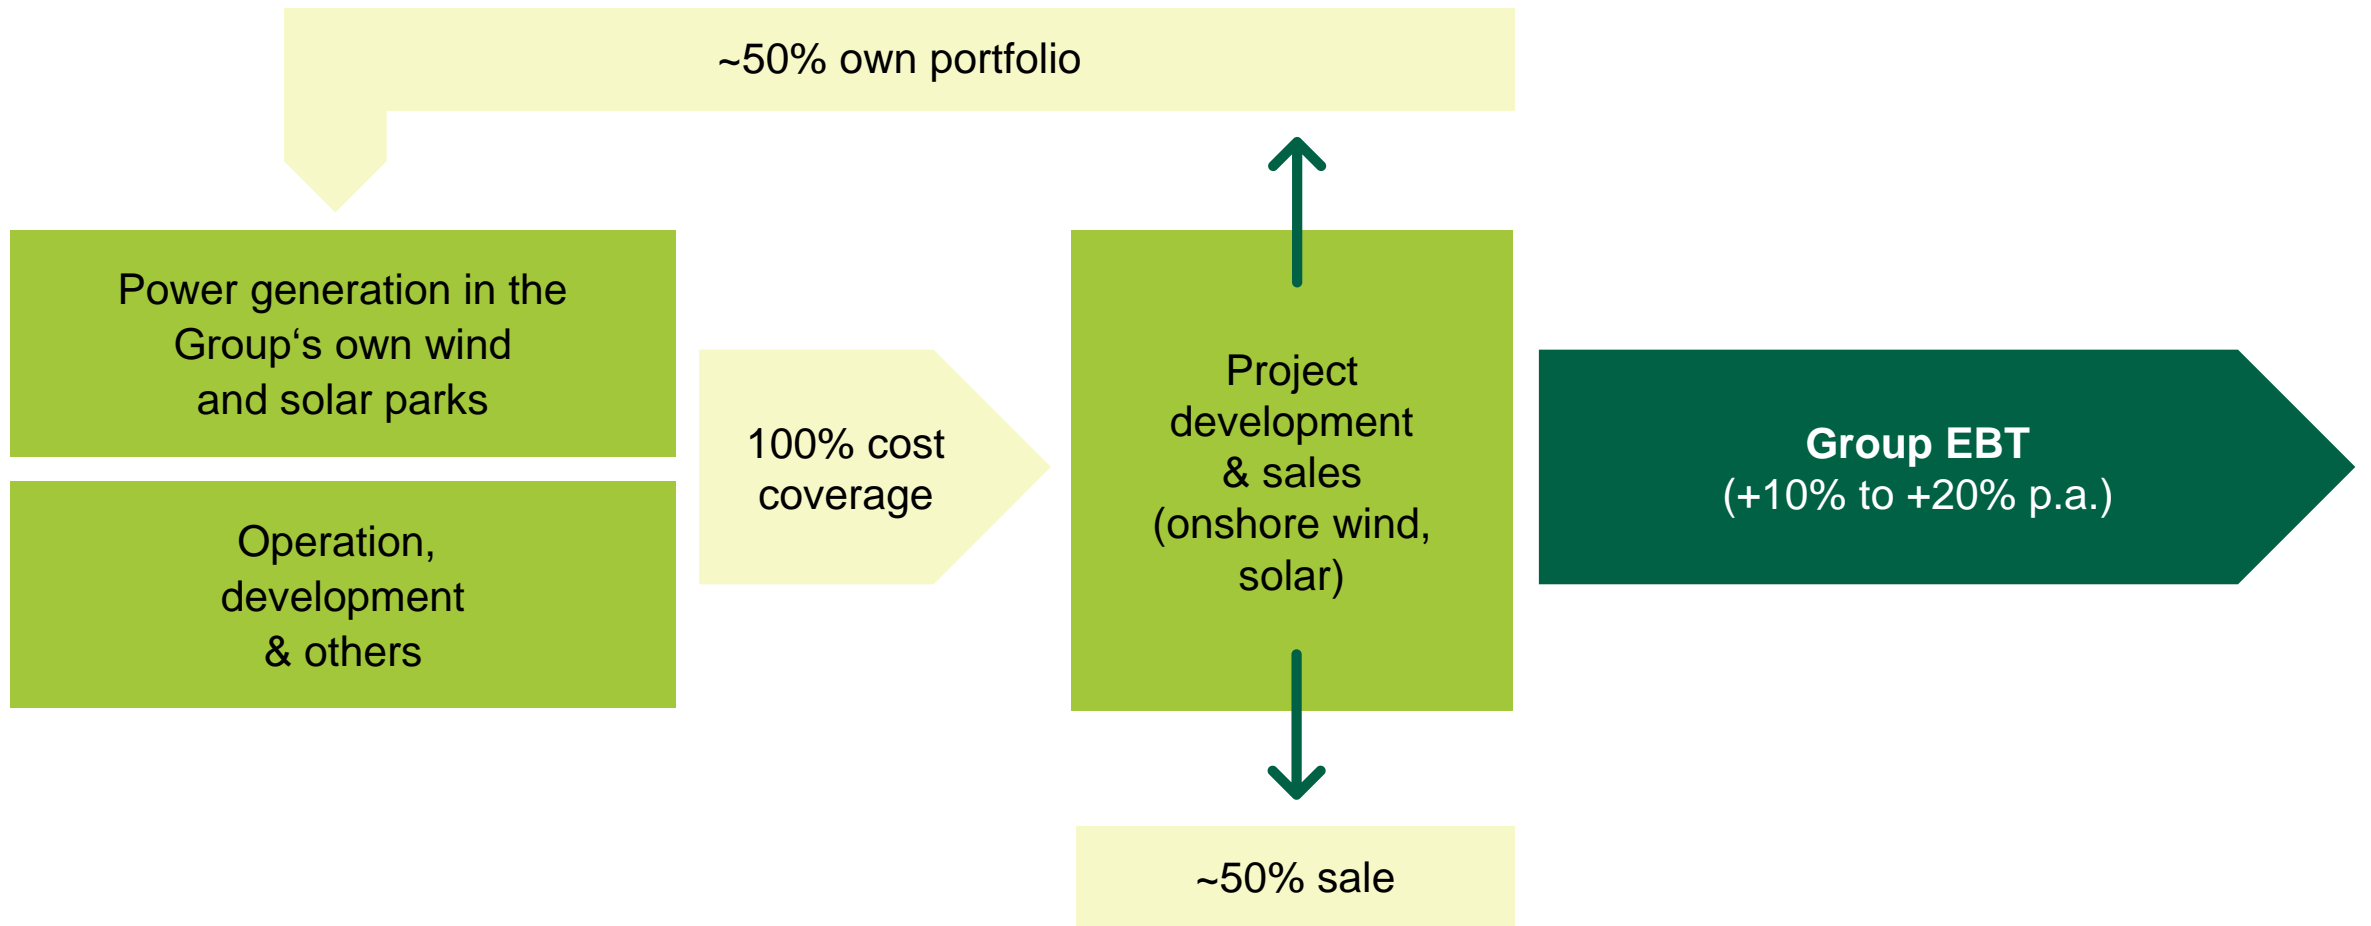 ~50% own portfolio
Power generation in the
Group‘s own wind
and solar parks
Operation,
development
& others
100% cost
coverage
Project
development
& sales
(onshore wind,
solar)
Group EBT
(+10% to +20% p.a.)
~50% sale